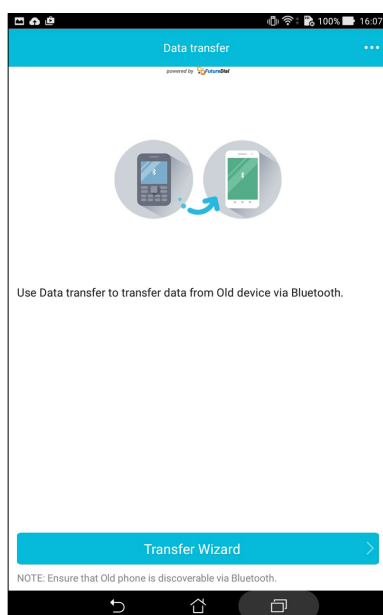 100% 16:07
Data transfer
powered by FutureDial
Use Data transfer to transfer data from Old device via Bluetooth.
Transfer Wizard
NOTE: Ensure that Old phone is discoverable via Bluetooth.